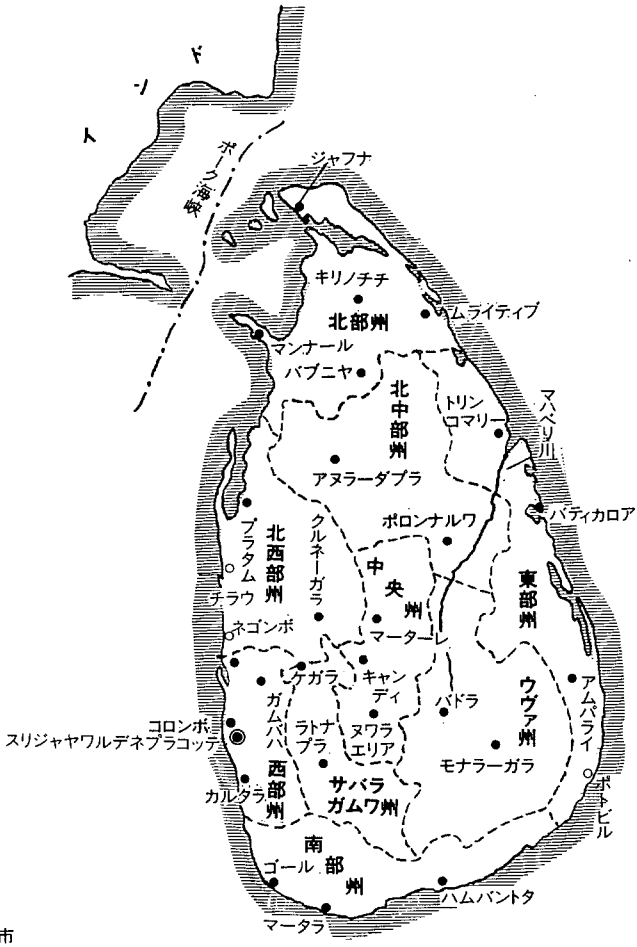 インド
ポーク海峡
ジャフナ
キリノチチ
北部州
ムライティブ
マンナール
バブニヤ
北中部州
トリン
コマリー
マハベリ川
アヌラーダプラ
バティカロア
ポロンナルワ
プラタム
北西部州
クルネーガラ
中央州
東部州
チラウ
ネゴンボ
マーターレ
ケガラ
キャン
ディ
ウヴァ州
アムパライ
ガムパハ
バドラ
コロンボ
スリジャヤワルデネプラコッテ
ラトナ
プラ
ヌワラ
エリア
モナラーガラ
西部州
カルタラ
サバラ
ガムワ州
ポトビル
南部州
ゴール
ハムバントタ
マータラ
市